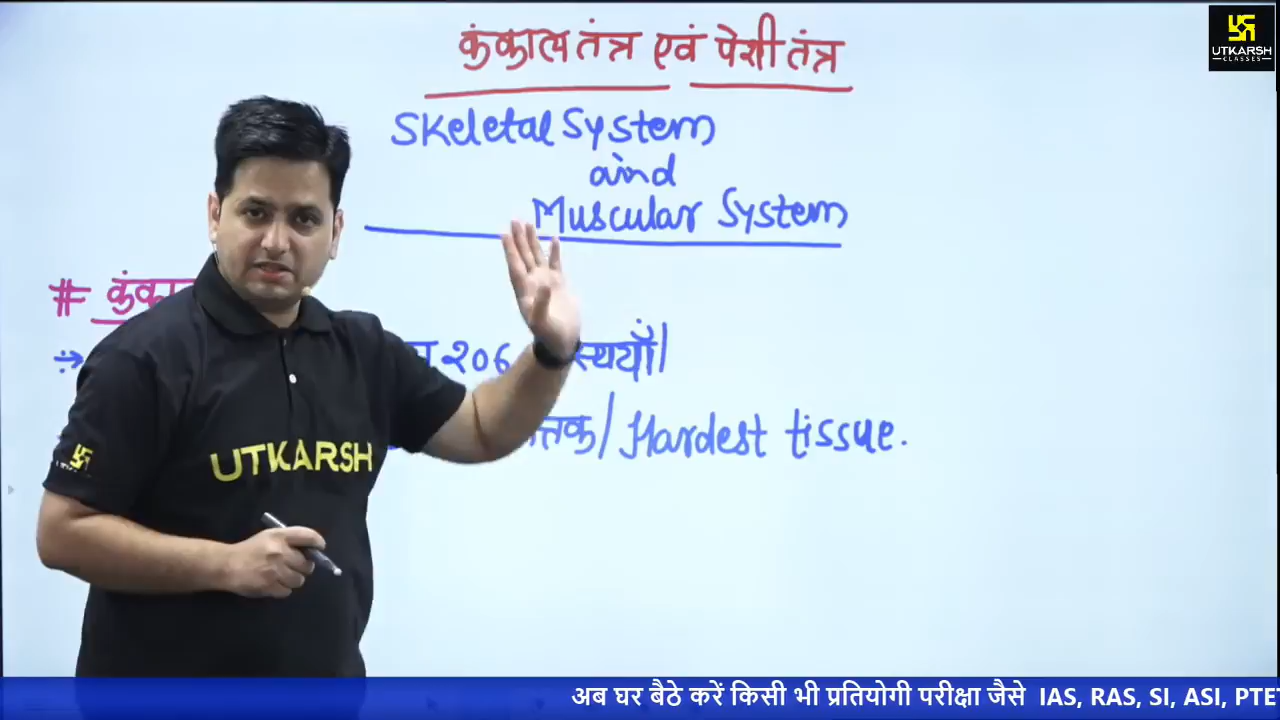 कंकाल तंत्र एवं पेशी तंत्र
UTKARSH
CLASSES
Skeletal System
and
Muscular System
#
206
Hardest tissue.
UTKARSH
अब घर बैठे करें किसी भी प्रतियोगी परीक्षा जैसे IAS, RAS, SI, ASI, PTET